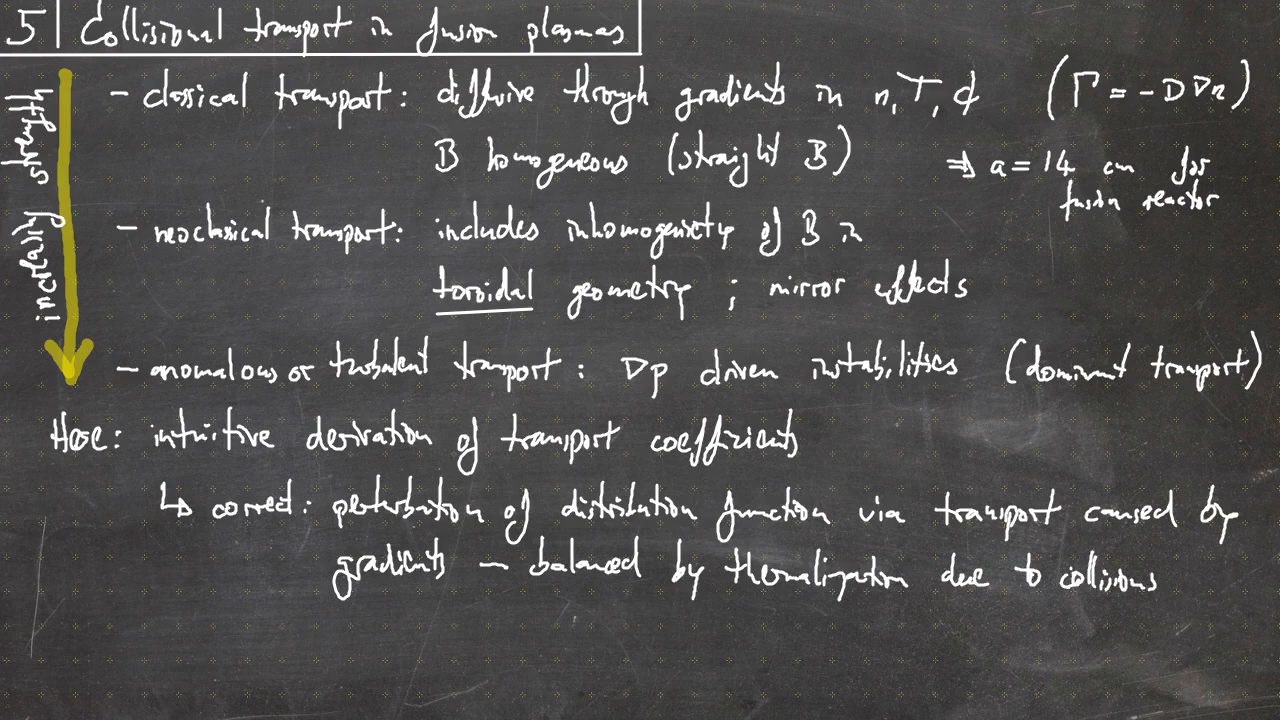 5 | Collisional transport in fusion plasmas
increasing strength
- classical transport: diffusive through gradients in n, T, ϕ (Γ = - D ∇n)
B homogeneous (straight B) ⇒ a = 14 cm for
fusion reactor
- neoclassical transport: includes inhomogeniety of B in
toroidal geometry ; mirror effects
- anomalous or turbulent transport: ∇p driven instabilities (dominant transport)
Here: intuitive derivation of transport coefficients
↳ correct: perturbation of distribution function via transport caused by
gradients - balanced by thermalization due to collisions